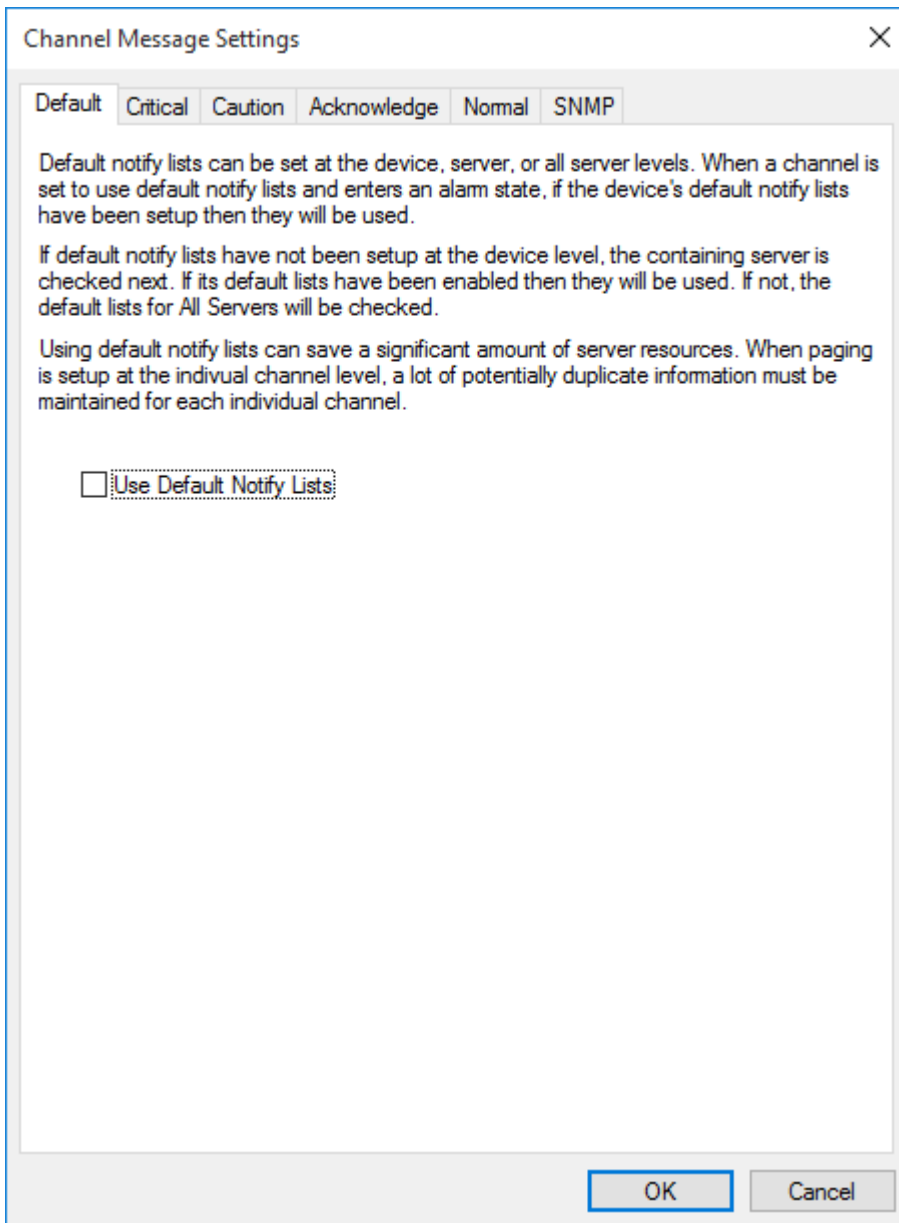 Channel Message Settings
Default Critical Caution Acknowledge Normal SNMP
Default notify lists can be set at the device, server, or all server levels. When a channel is
set to use default notify lists and enters an alarm state, if the device's default notify lists
have been setup then they will be used.
If default notify lists have not been setup at the device level, the containing server is
checked next. If its default lists have been enabled then they will be used. If not, the
default lists for All Servers will be checked.
Using default notify lists can save a significant amount of server resources. When paging
is setup at the indivual channel level, a lot of potentially duplicate information must be
maintained for each individual channel.
Use Default Notify Lists
OK Cancel